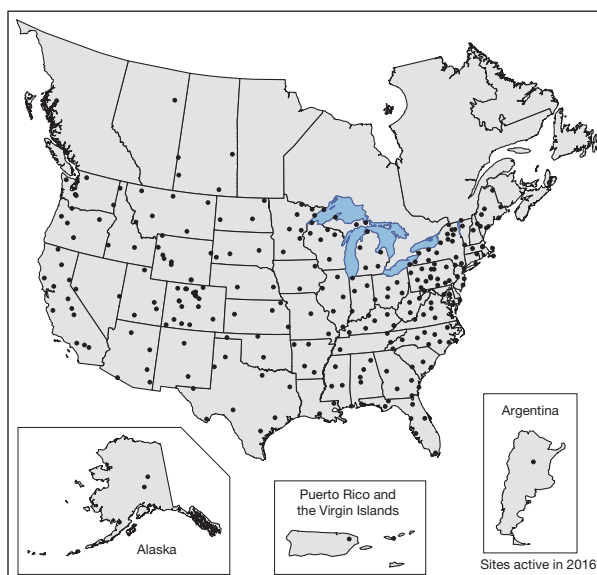 Argentina
Puerto Rico and
the Virgin Islands
Alaska
Sites active in 2016